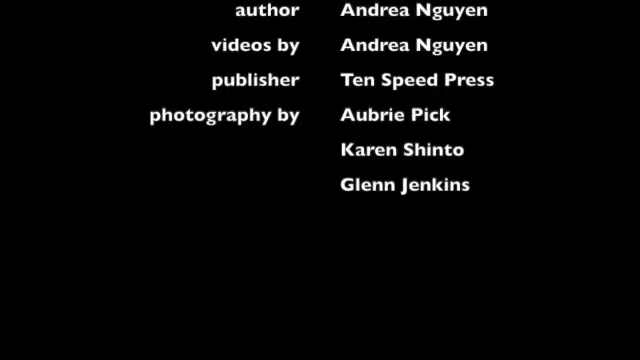 author Andrea Nguyen
videos by Andrea Nguyen
publisher Ten Speed Press
photography by Aubrie Pick
Karen Shinto
Glenn Jenkins